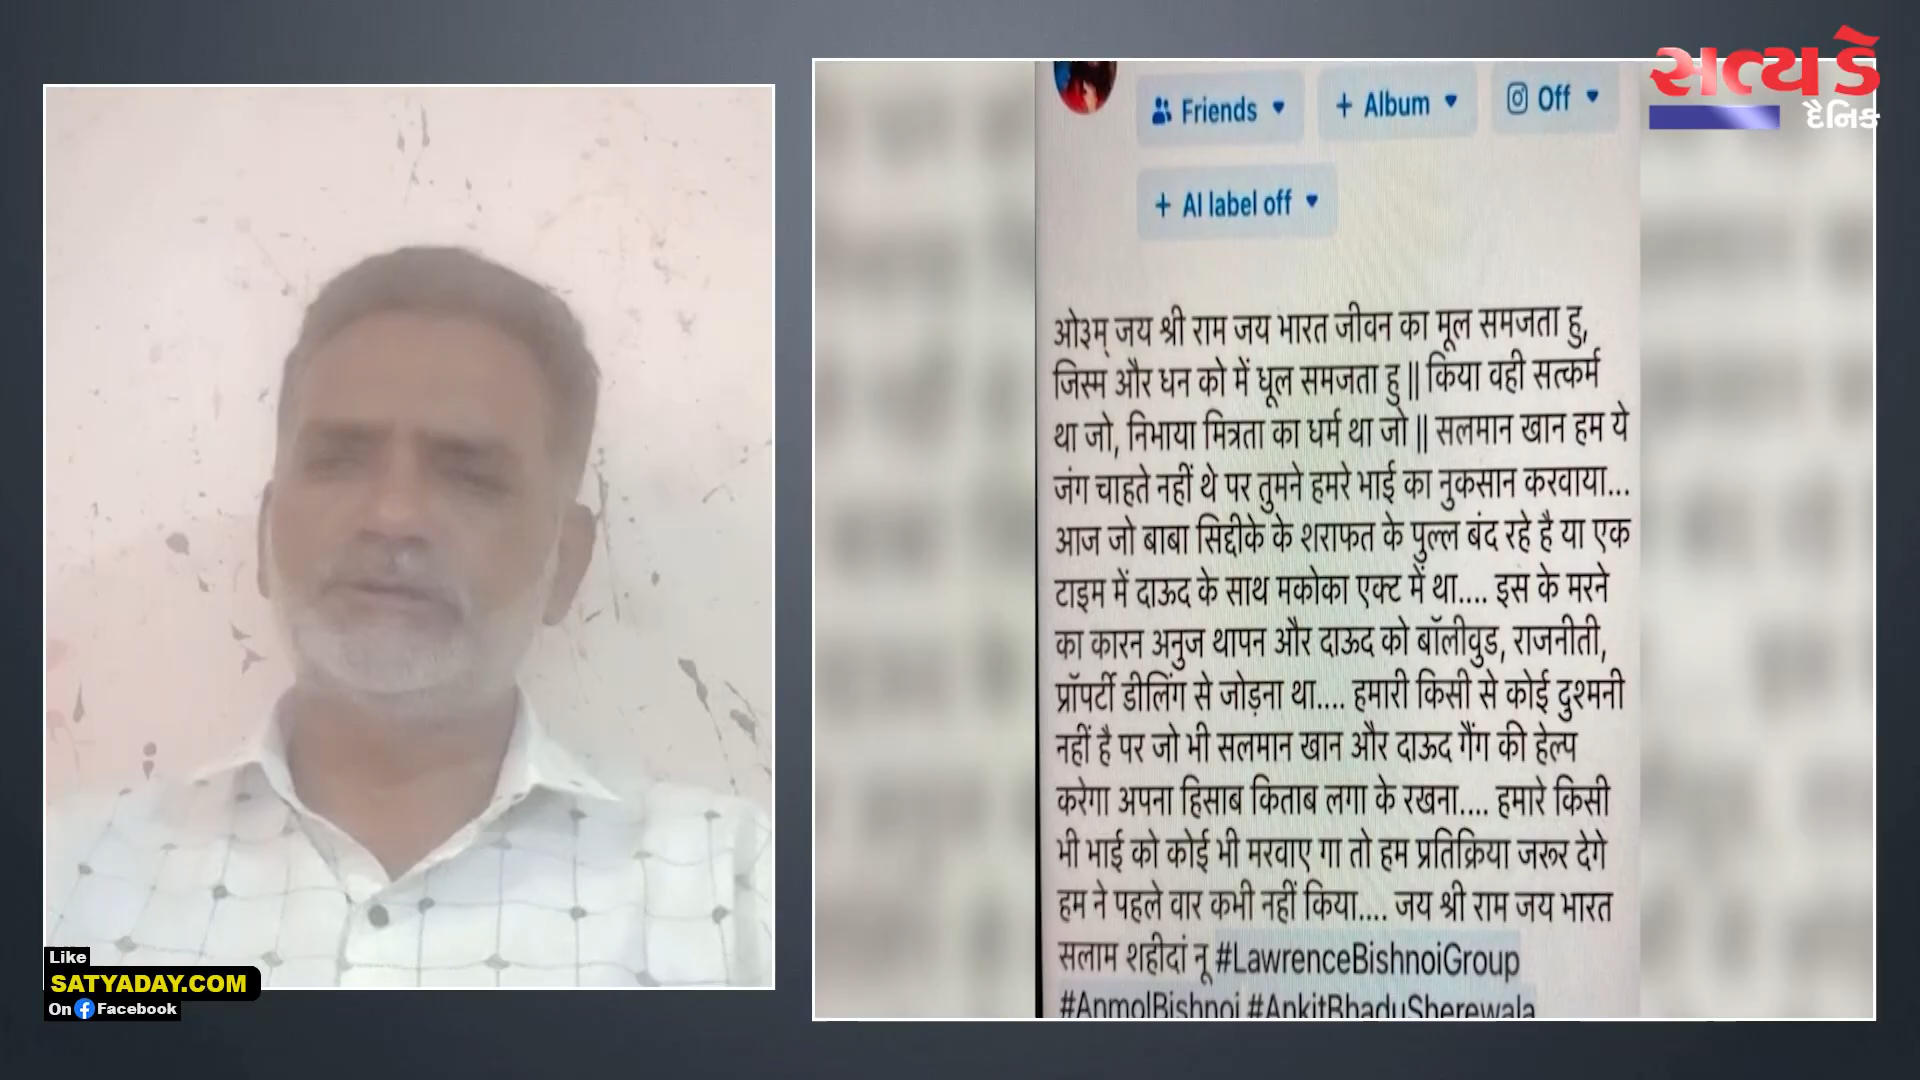 સત્ય ડે
દૈનિક
Friends
+ Album
Off
+ AI label off
ओ३म् जय श्री राम जय भारत जीवन का मूल समजता हु,
जिस्म और धन को में धूल समजता हु || किया वही सत्कर्म
था जो, निभाया मित्रता का धर्म था जो || सलमान खान हम ये
जंग चाहते नहीं थे पर तुमने हमरे भाई का नुकसान करवाया...
आज जो बाबा सिद्दीके के शराफत के पुल्ल बंद रहे है या एक
टाइम में दाऊद के साथ मकोका एक्ट में था.... इस के मरने
का कारन अनुज थापन और दाऊद को बॉलीवुड, राजनीती,
प्रॉपर्टी डीलिंग से जोड़ना था.... हमारी किसी से कोई दुश्मनी
नहीं है पर जो भी सलमान खान और दाऊद गैंग की हेल्प
करेगा अपना हिसाब किताब लगा के रखना.... हमारे किसी
भी भाई को कोई भी मरवाए गा तो हम प्रतिक्रिया जरूर देगे
हम ने पहले वार कभी नहीं किया.... जय श्री राम जय भारत
सलाम शहीदां नू #LawrenceBishnoiGroup
#AnmolBishnoi #AnkitBhaduSherewala
Like
SATYADAY.COM
On Facebook